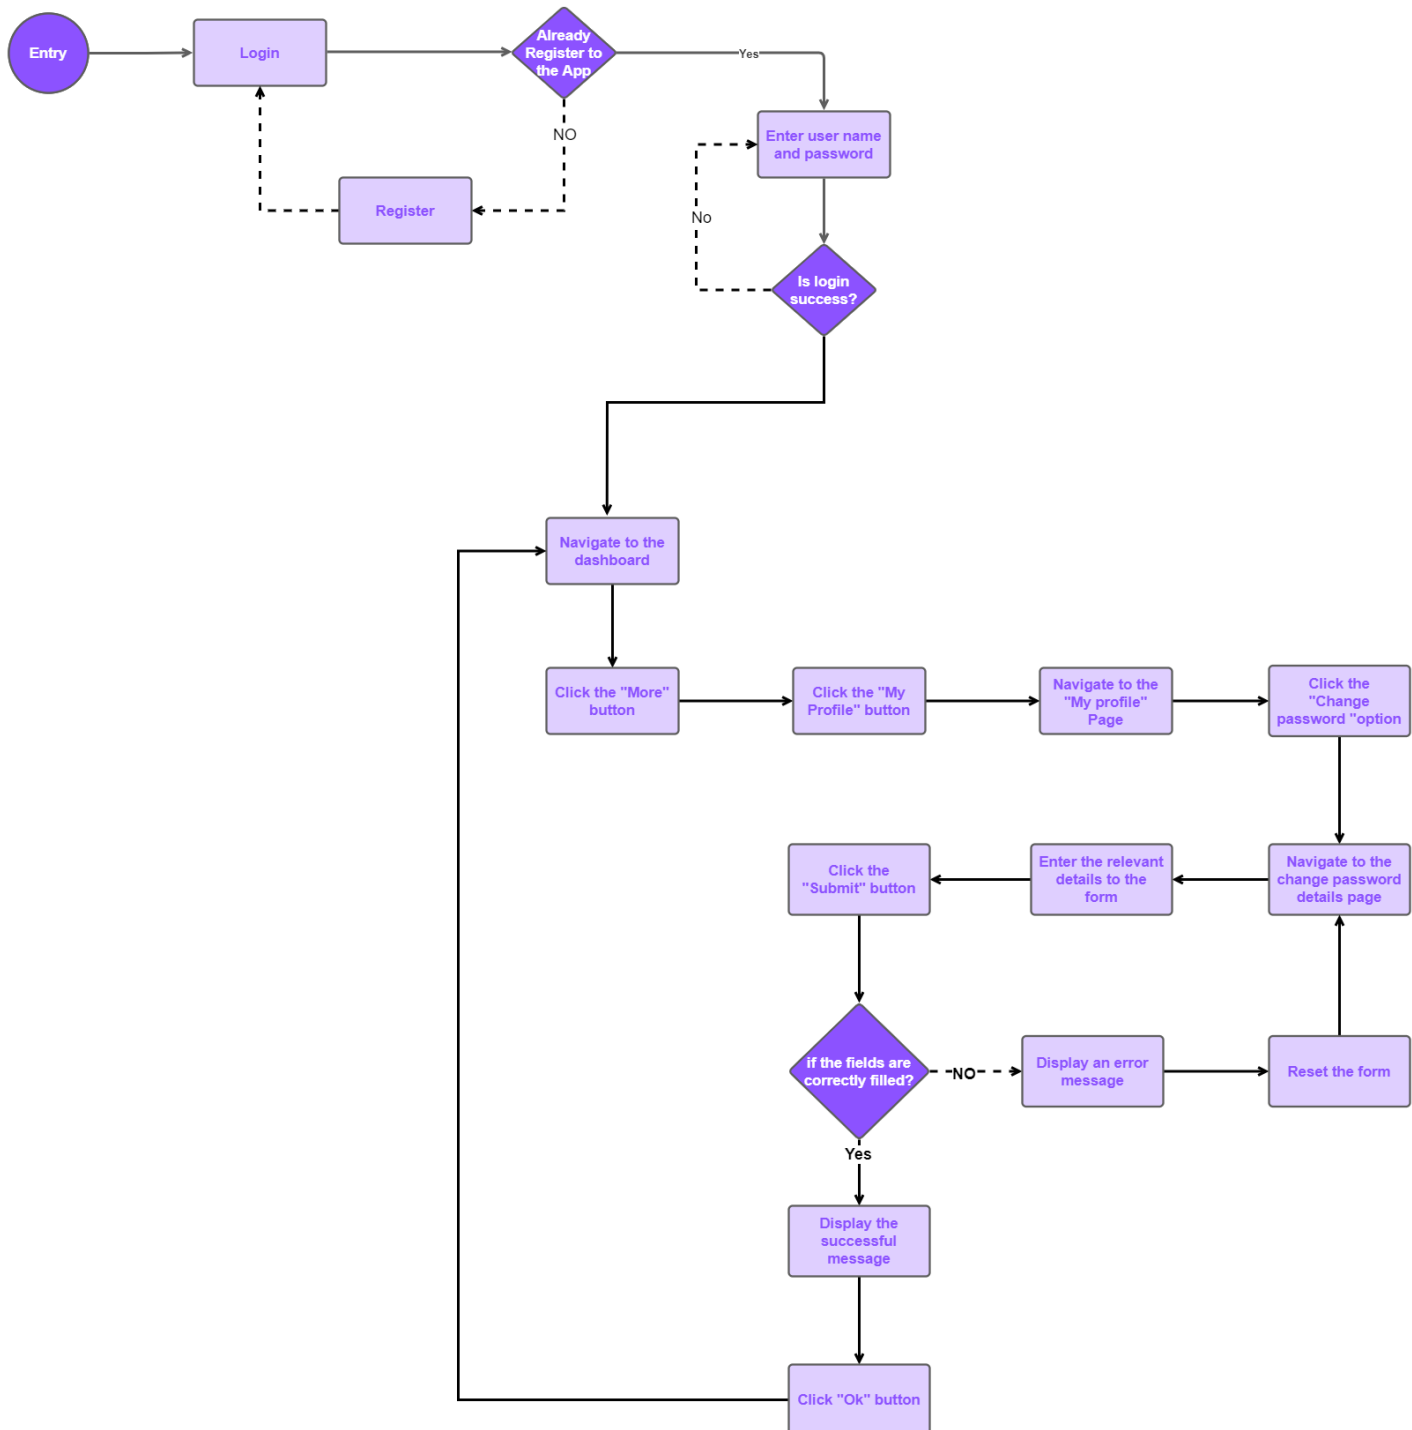 Entry
Login
Already
Register to
the App
Yes
NO
Register
Enter user name
and password
No
Is login
success?
Navigate to the
dashboard
Click the "More"
button
Click the "My
Profile" button
Navigate to the
"My profile"
Page
Click the
"Change
password "option
Click the
"Submit" button
Enter the relevant
details to the
form
Navigate to the
change password
details page
if the fields are
correctly filled?
NO
Display an error
message
Reset the form
Yes
Display the
successful
message
Click "Ok" button